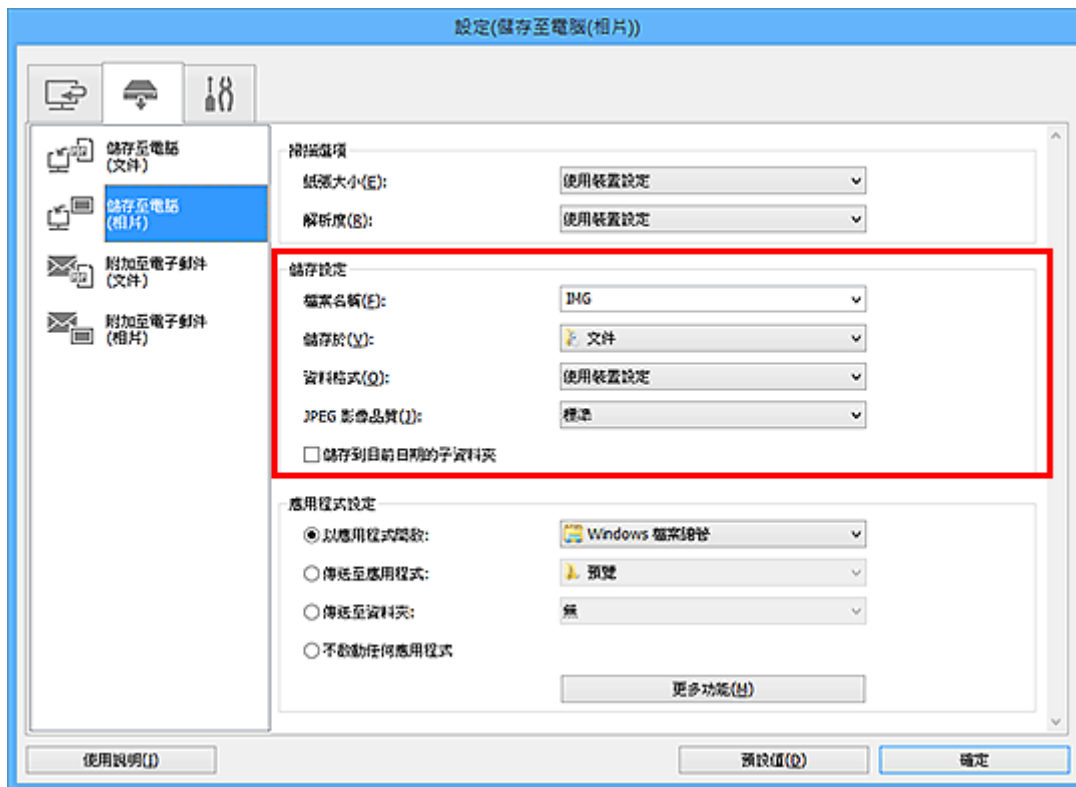 設定(儲存至電腦(相片))
儲存至電腦
(文件)
儲存至電腦
(相片)
附加至電子郵件
(文件)
附加至電子郵件
(相片)
掃描選項
紙張大小(E): 使用裝置設定
解析度(R): 使用裝置設定
儲存設定
檔案名稱(F): IMG
儲存於(V): 文件
資料格式(O): 使用裝置設定
JPEG 影像品質(J): 標準
儲存到目前日期的子資料夾
應用程式設定
以應用程式開啟: Windows 檔案總管
傳送至應用程式: 預覽
傳送至資料夾: 無
不啟動任何應用程式
更多功能(M)
使用說明(I) 預設值(D) 確定